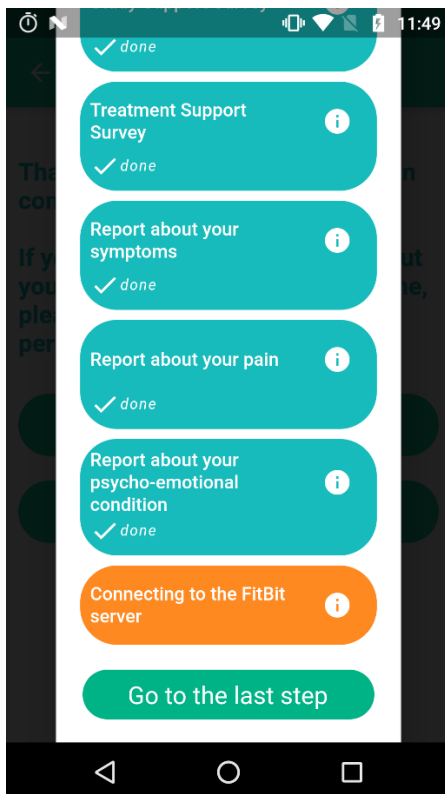 11:49
done
Treatment Support
Survey
done
Report about your
symptoms
done
Report about your pain
done
Report about your
psycho-emotional
condition
done
Connecting to the FitBit
server
Go to the last step